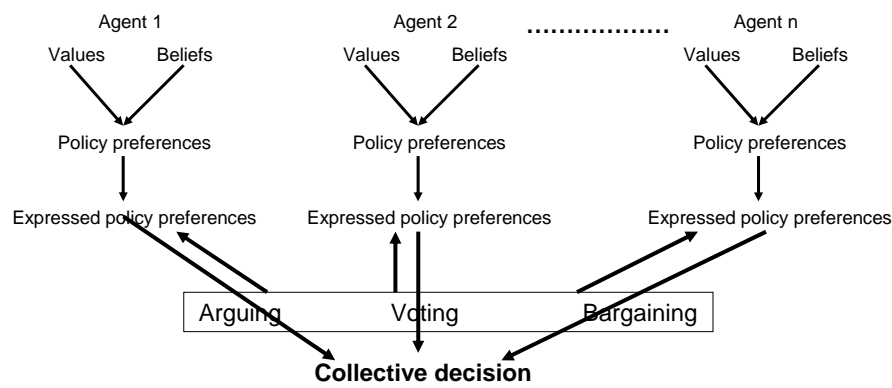 Agent 1 Agent 2 .................. Agent n
Values Beliefs Values Beliefs Values Beliefs
Policy preferences Policy preferences Policy preferences
Expressed policy preferences Expressed policy preferences Expressed policy preferences
Arguing Voting Bargaining
Collective decision